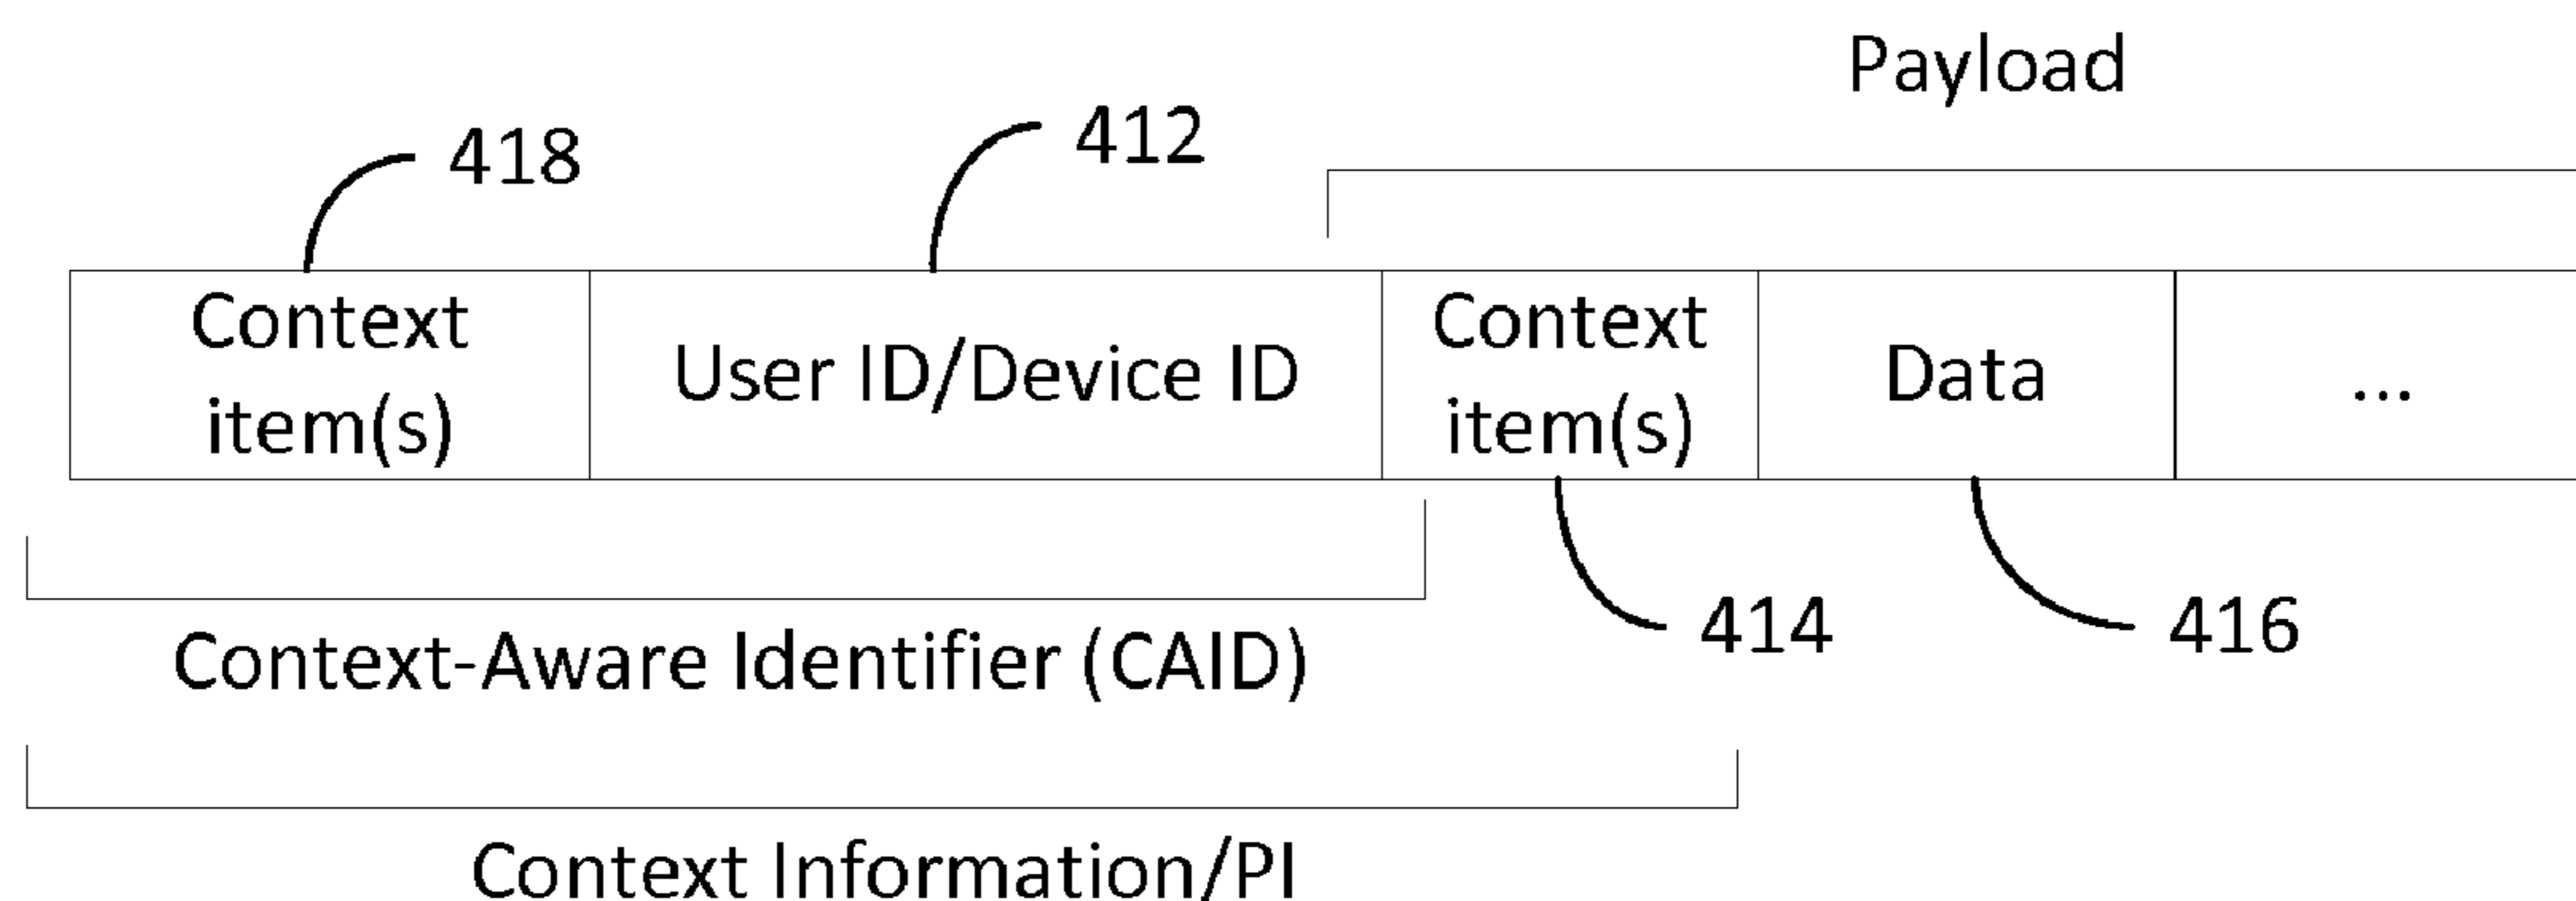 Payload
418
412
Context
item(s)
User ID/Device ID
Context
item(s)
Data
...
414
416
Context-Aware Identifier (CAID)
Context Information/PI